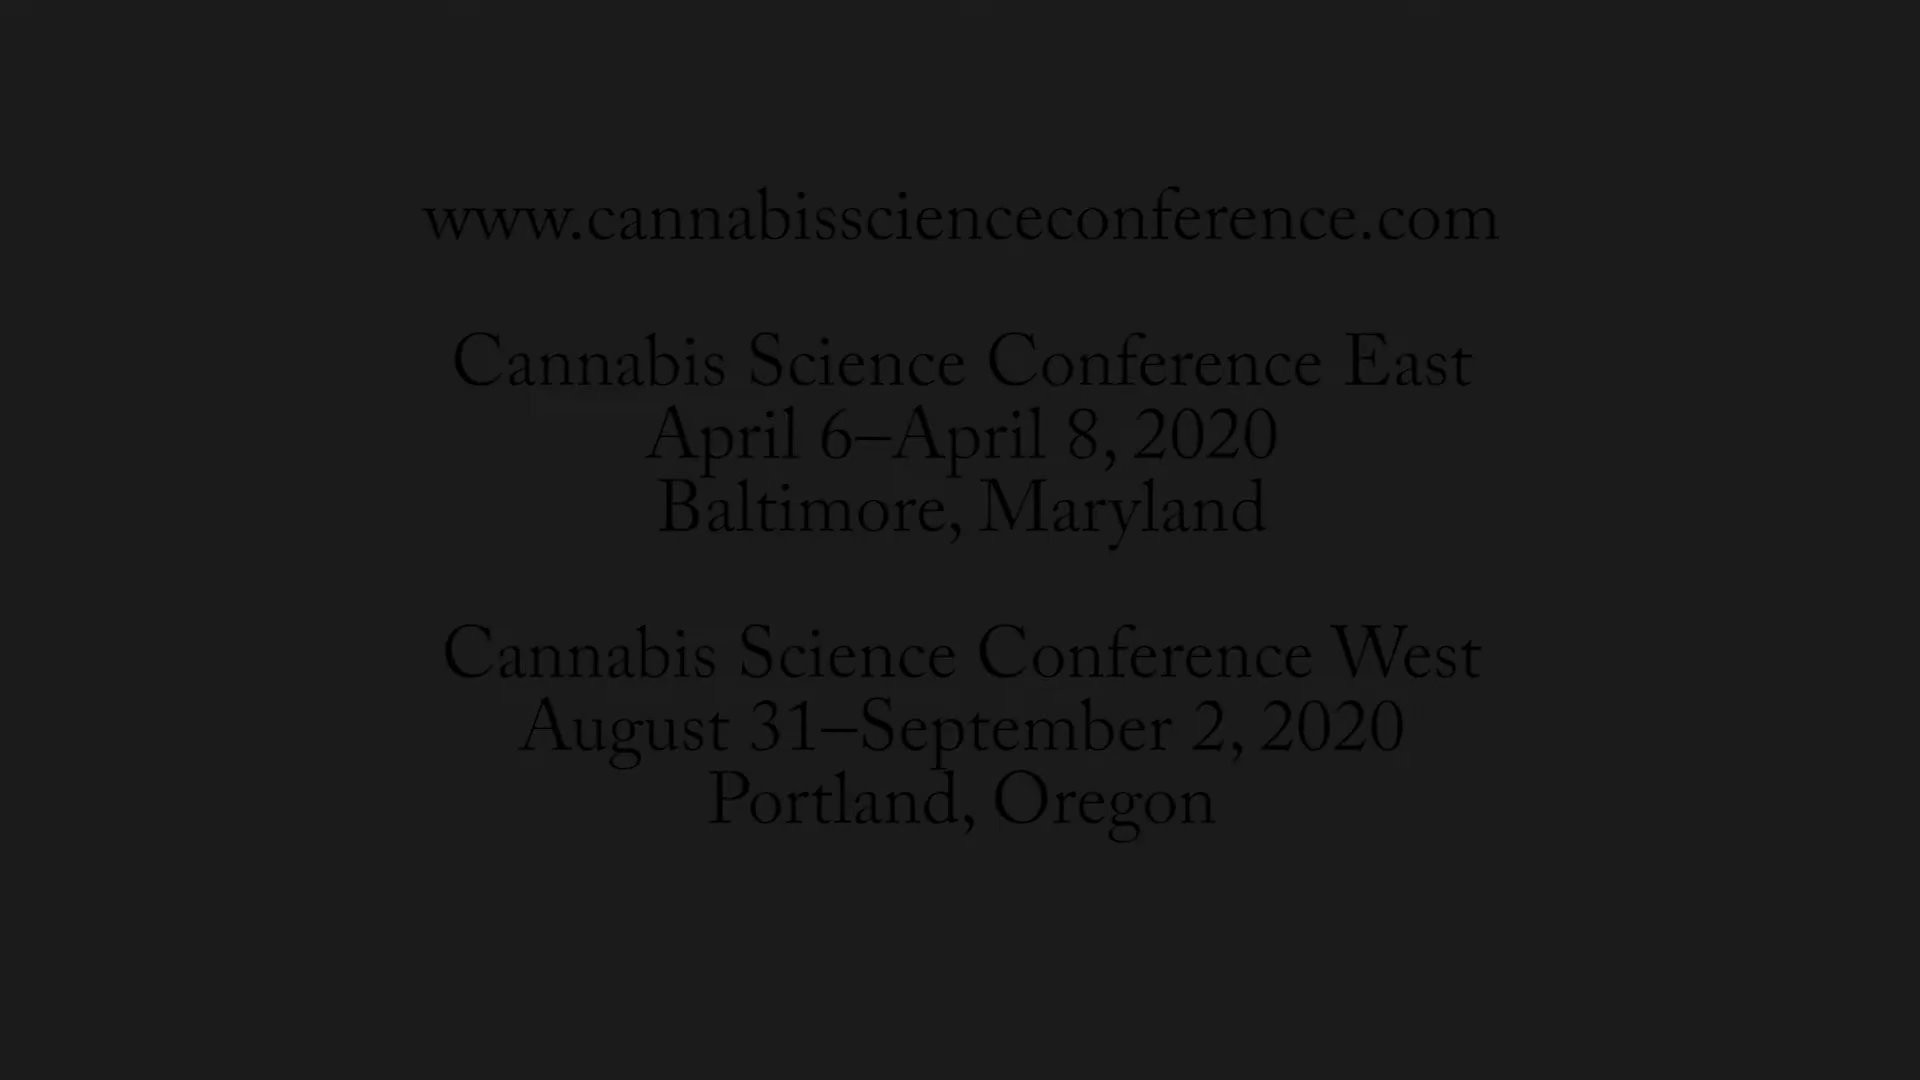 www.cannabisscienceconference.com
Cannabis Science Conference East
April 6–April 8, 2020
Baltimore, Maryland
Cannabis Science Conference West
August 31–September 2, 2020
Portland, Oregon